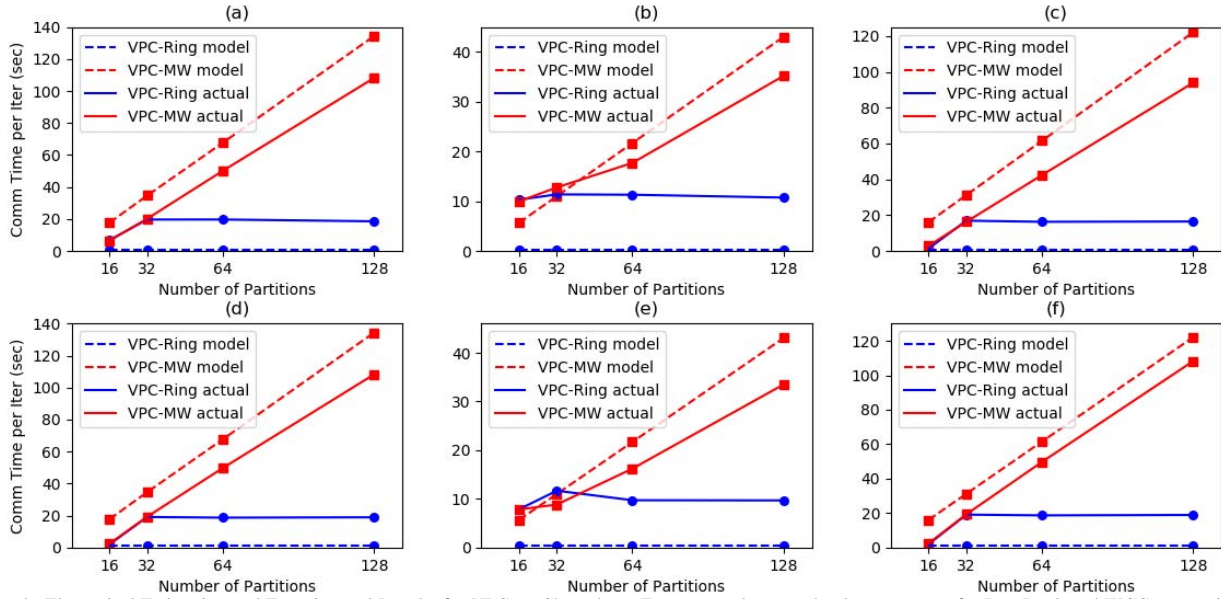 (a)
140
120
100
80
60
40
20
0
Comm Time per Iter (sec)
VPC-Ring model
VPC-MW model
VPC-Ring actual
VPC-MW actual
16 32 64 128
Number of Partitions
(b)
40
30
20
10
0
VPC-Ring model
VPC-MW model
VPC-Ring actual
VPC-MW actual
16 32 64 128
Number of Partitions
(c)
120
100
80
60
40
20
0
VPC-Ring model
VPC-MW model
VPC-Ring actual
VPC-MW actual
16 32 64 128
Number of Partitions
(d)
140
120
100
80
60
40
20
0
Comm Time per Iter (sec)
VPC-Ring model
VPC-MW model
VPC-Ring actual
VPC-MW actual
16 32 64 128
Number of Partitions
(e)
40
30
20
10
0
VPC-Ring model
VPC-MW model
VPC-Ring actual
VPC-MW actual
16 32 64 128
Number of Partitions
(f)
120
100
80
60
40
20
0
VPC-Ring model
VPC-MW model
VPC-Ring actual
VPC-MW actual
16 32 64 128
Number of Partitions